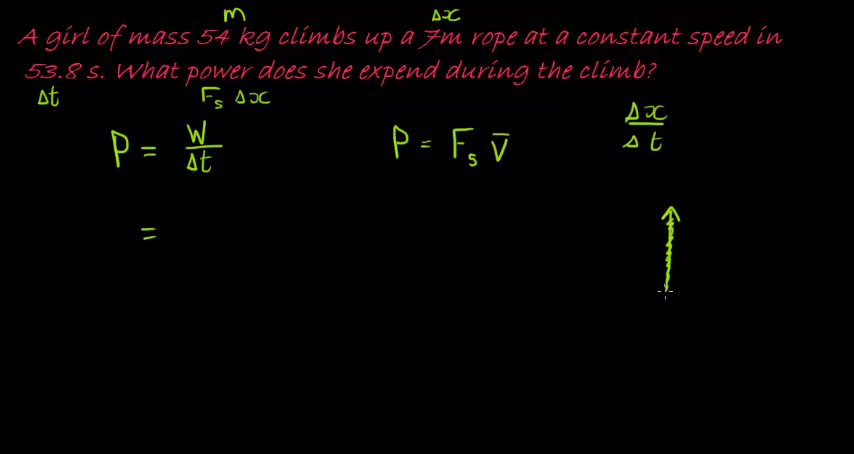 m Δx
A girl of mass 54 kg climbs up a 7m rope at a constant speed in
53.8 s. What power does she expend during the climb?
Δt Fs Δx
P = W/Δt P = Fs v̄ Δx/Δt
=